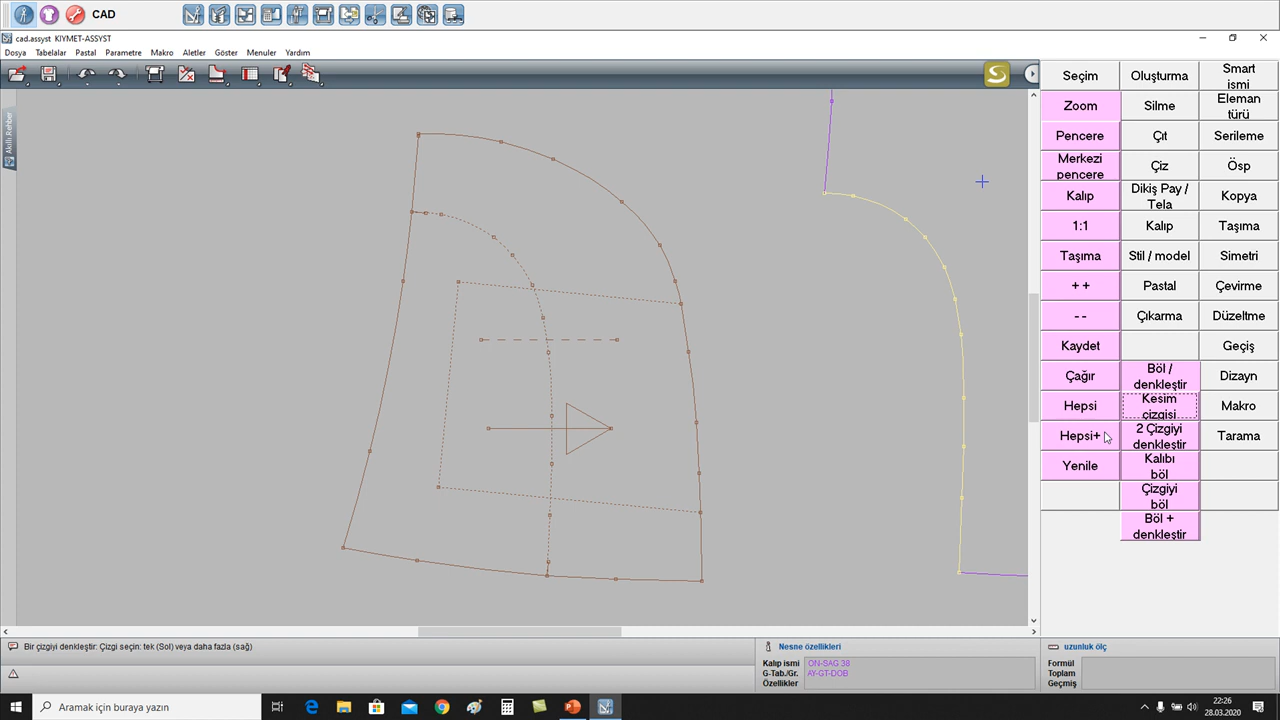 CAD
cad.assyst KIYMET-ASSYST
Dosya Tabelalar Pastal Parametre Makro Aletler Göster Menuler Yardım
Akıllı Rehber
Seçim Oluşturma Smart ismi
Zoom Silme Eleman türü
Pencere Çıt Serileme
Merkezi pencere Çiz Ösp
Kalıp Dikiş Pay / Tela Kopya
1:1 Kalıp Taşıma
Taşıma Stil / model Simetri
+ + Pastal Çevirme
- - Çıkarma Düzeltme
Kaydet Geçiş
Çağır Böl / denkleştir Dizayn
Hepsi Kesim çizgisi Makro
Hepsi+ 2 Çizgiyi denkleştir Tarama
Yenile Kalıbı böl
Çizgiyi böl
Böl + denkleştir
Bir çizgiyi denkleştir: Çizgi seçin: tek (Sol) veya daha fazla (sağ)
Nesne özellikleri
Kalıp ismi ON-SAG 38
G-Tab./Gr. AY-GT-DOB
Özellikler
uzunluk ölç
Formül
Toplam
Geçmiş
Aramak için buraya yazın
22:26
28.03.2020